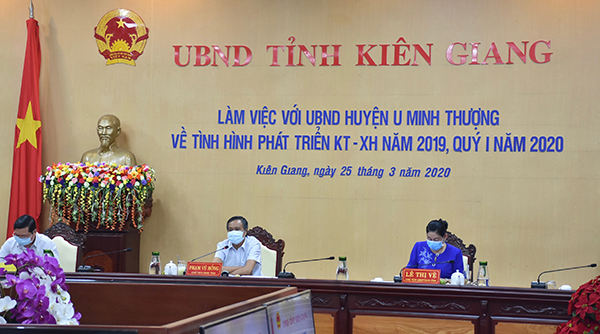 UBND TỈNH KIÊN GIANG
LÀM VIỆC VỚI UBND HUYỆN U MINH THƯỢNG
VỀ TÌNH HÌNH PHÁT TRIỂN KT - XH NĂM 2019, QUÝ I NĂM 2020
Kiên Giang, ngày 25 tháng 3 năm 2020
PHẠM VŨ HỒNG
LÊ THỊ VỆ